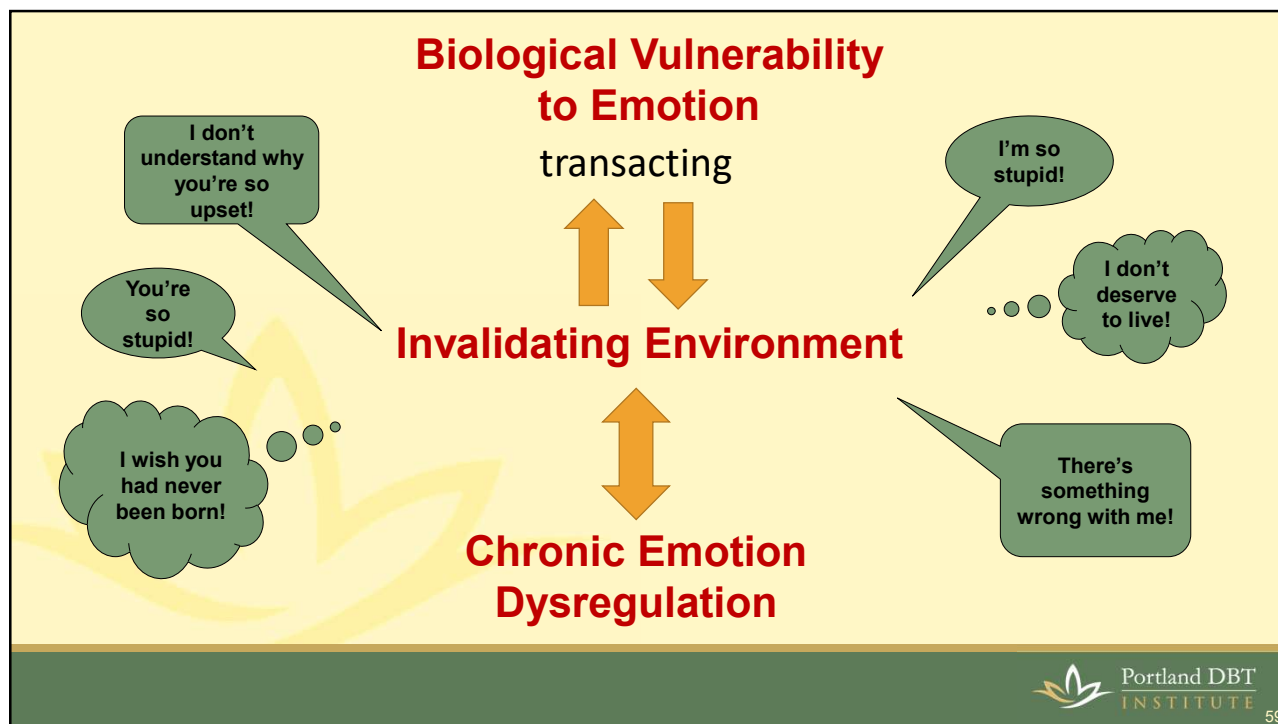 Biological Vulnerability
to Emotion
transacting
I don’t
understand why
you’re so
upset!
You’re
so
stupid!
I wish you
had never
been born!
I’m so
stupid!
I don’t
deserve
to live!
There’s
something
wrong with me!
Invalidating Environment
Chronic Emotion
Dysregulation
Portland DBT
INSTITUTE
59